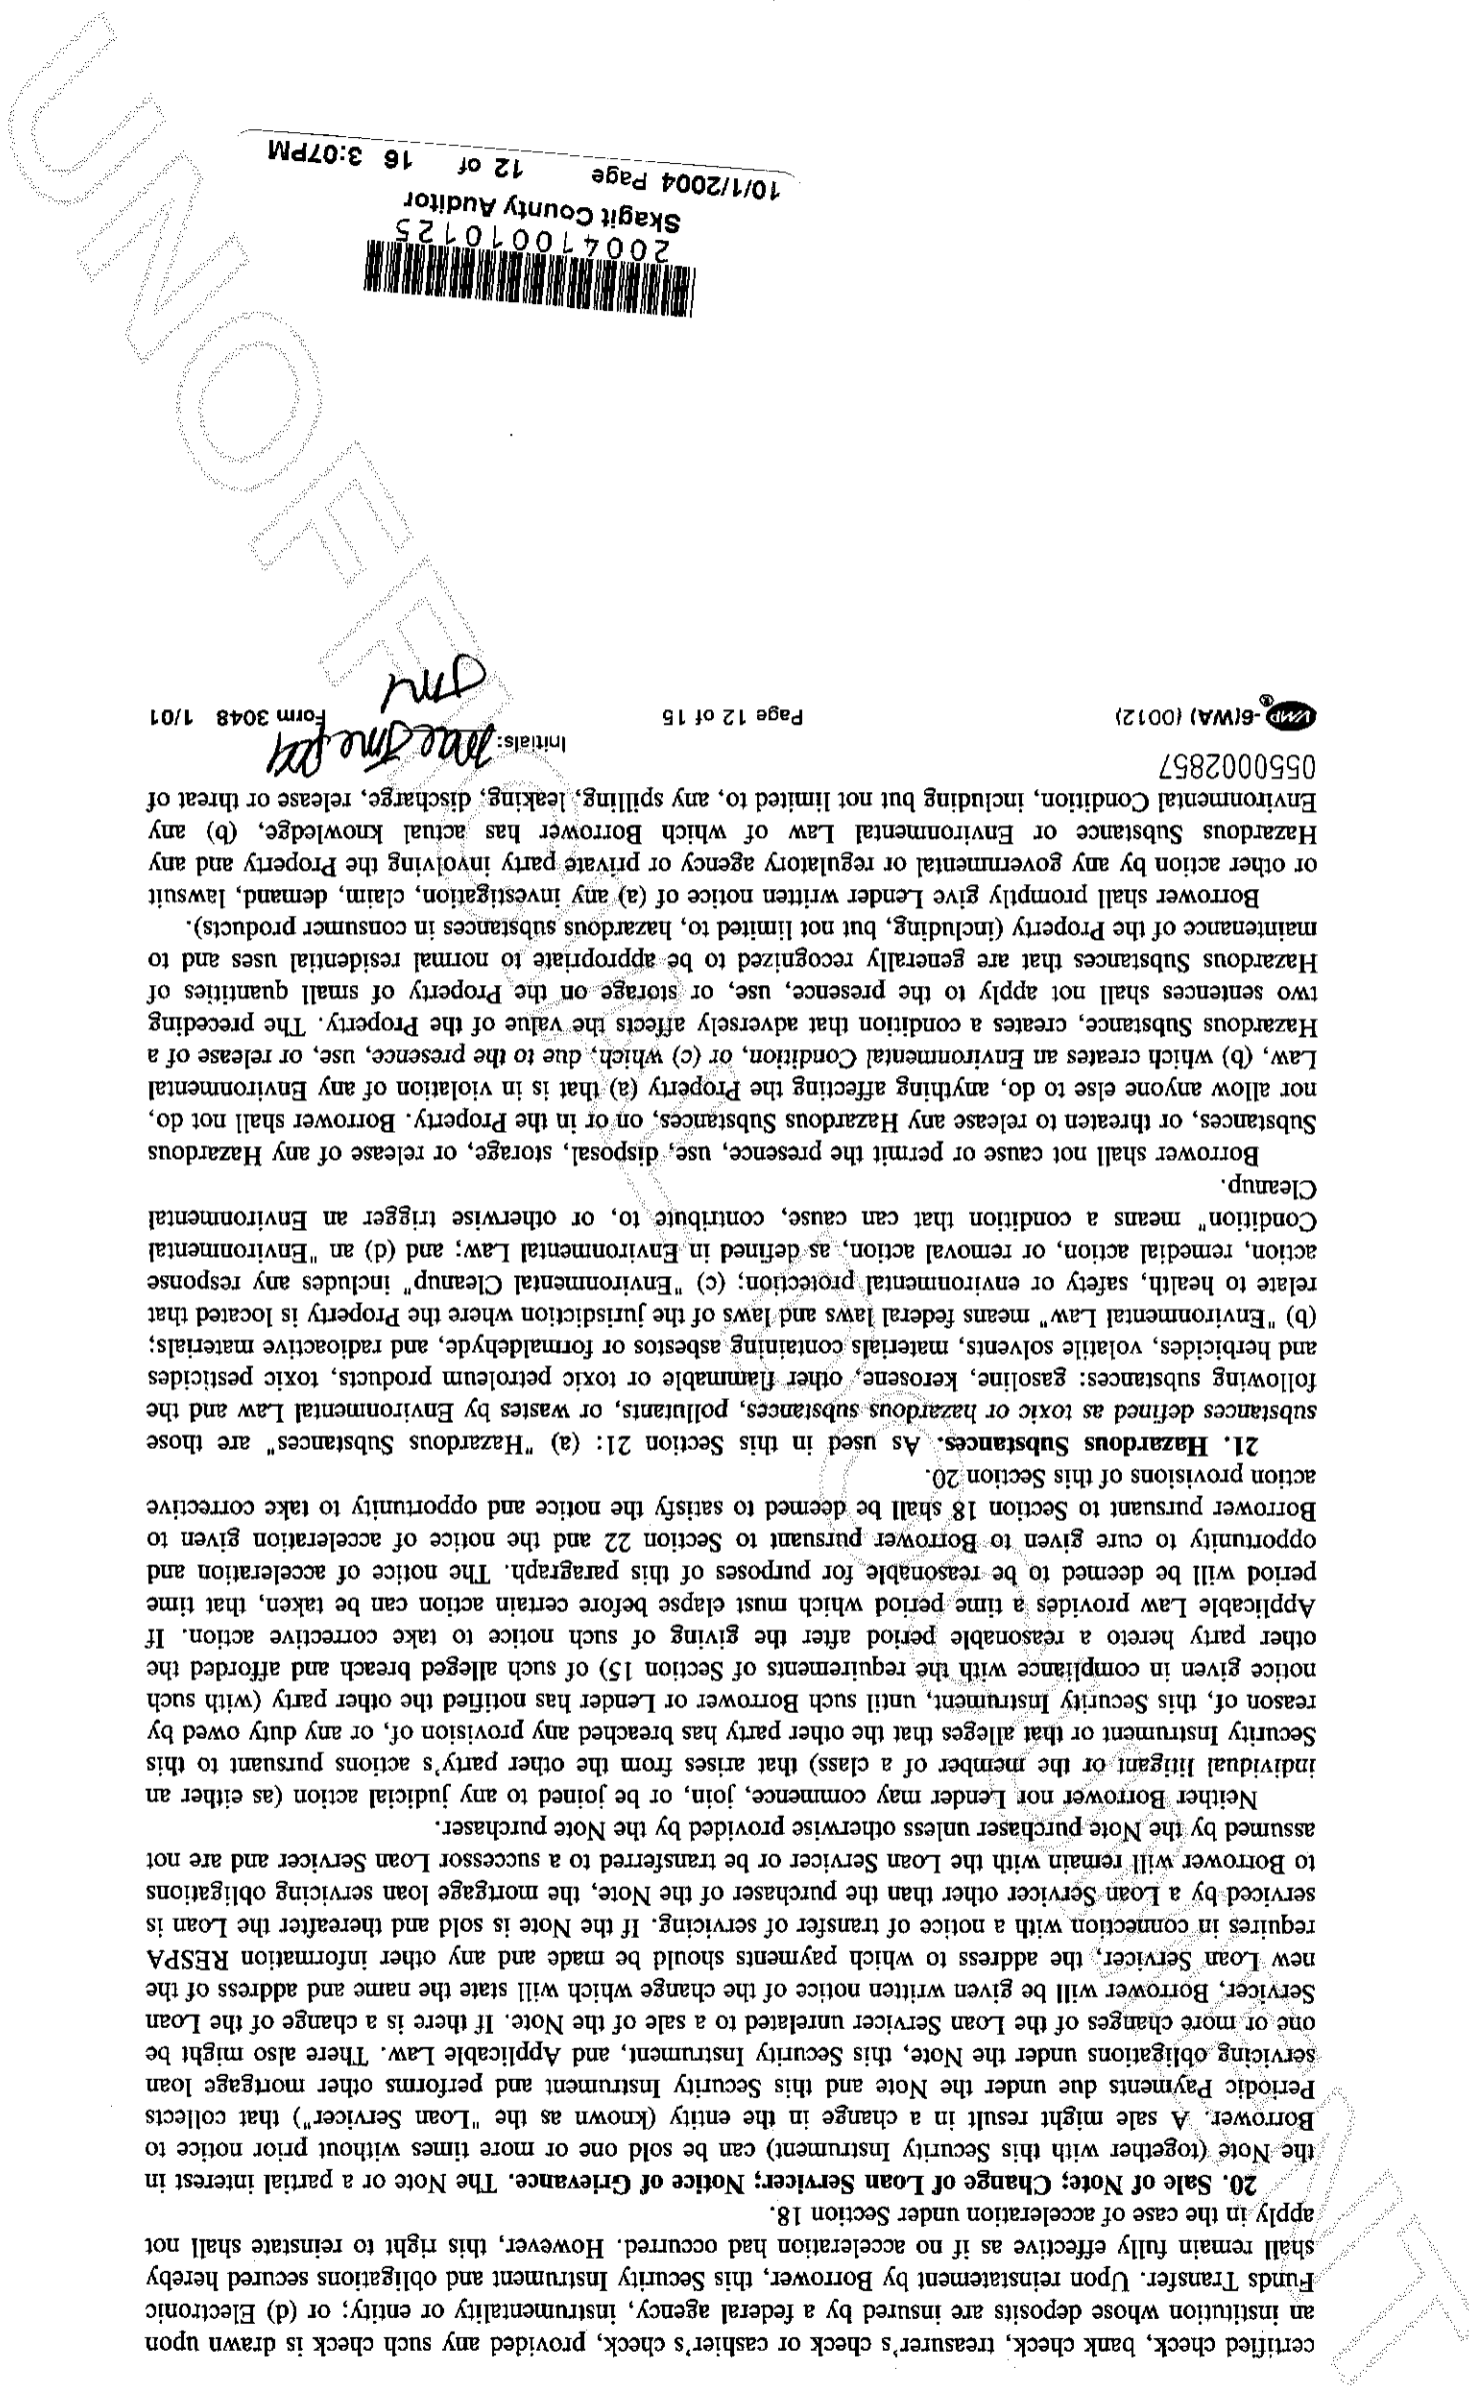 certified check, bank check, treasurer's check or cashier's check, provided any such check is drawn upon
an institution whose deposits are insured by a federal agency, instrumentality or entity; or (d) Electronic
Funds Transfer. Upon reinstatement by Borrower, this Security Instrument and obligations secured hereby
shall remain fully effective as if no acceleration had occurred. However, this right to reinstate shall not
apply in the case of acceleration under Section 18.
20. Sale of Note; Change of Loan Servicer; Notice of Grievance. The Note or a partial interest in
the Note (together with this Security Instrument) can be sold one or more times without prior notice to
Borrower. A sale might result in a change in the entity (known as the "Loan Servicer") that collects
Periodic Payments due under the Note and this Security Instrument and performs other mortgage loan
servicing obligations under the Note, this Security Instrument, and Applicable Law. There also might be
one or more changes of the Loan Servicer unrelated to a sale of the Note. If there is a change of the Loan
Servicer, Borrower will be given written notice of the change which will state the name and address of the
new Loan Servicer, the address to which payments should be made and any other information RESPA
requires in connection with a notice of transfer of servicing. If the Note is sold and thereafter the Loan is
serviced by a Loan Servicer other than the purchaser of the Note, the mortgage loan servicing obligations
to Borrower will remain with the Loan Servicer or be transferred to a successor Loan Servicer and are not
assumed by the Note purchaser unless otherwise provided by the Note purchaser.
Neither Borrower nor Lender may commence, join, or be joined to any judicial action (as either an
individual litigant or the member of a class) that arises from the other party's actions pursuant to this
Security Instrument or that alleges that the other party has breached any provision of, or any duty owed by
reason of, this Security Instrument, until such Borrower or Lender has notified the other party (with such
notice given in compliance with the requirements of Section 15) of such alleged breach and afforded the
other party hereto a reasonable period after the giving of such notice to take corrective action. If
Applicable Law provides a time period which must elapse before certain action can be taken, that time
period will be deemed to be reasonable for purposes of this paragraph. The notice of acceleration and
opportunity to cure given to Borrower pursuant to Section 22 and the notice of acceleration given to
Borrower pursuant to Section 18 shall be deemed to satisfy the notice and opportunity to take corrective
action provisions of this Section 20.
21. Hazardous Substances. As used in this Section 21: (a) "Hazardous Substances" are those
substances defined as toxic or hazardous substances, pollutants, or wastes by Environmental Law and the
following substances: gasoline, kerosene, other flammable or toxic petroleum products, toxic pesticides
and herbicides, volatile solvents, materials containing asbestos or formaldehyde, and radioactive materials;
(b) "Environmental Law" means federal laws and laws of the jurisdiction where the Property is located that
relate to health, safety or environmental protection; (c) "Environmental Cleanup" includes any response
action, remedial action, or removal action, as defined in Environmental Law; and (d) an "Environmental
Condition" means a condition that can cause, contribute to, or otherwise trigger an Environmental
Cleanup.
Borrower shall not cause or permit the presence, use, disposal, storage, or release of any Hazardous
Substances, or threaten to release any Hazardous Substances, on or in the Property. Borrower shall not do,
nor allow anyone else to do, anything affecting the Property (a) that is in violation of any Environmental
Law, (b) which creates an Environmental Condition, or (c) which, due to the presence, use, or release of a
Hazardous Substance, creates a condition that adversely affects the value of the Property. The preceding
two sentences shall not apply to the presence, use, or storage on the Property of small quantities of
Hazardous Substances that are generally recognized to be appropriate to normal residential uses and to
maintenance of the Property (including, but not limited to, hazardous substances in consumer products).
Borrower shall promptly give Lender written notice of (a) any investigation, claim, demand, lawsuit
or other action by any governmental or regulatory agency or private party involving the Property and any
Hazardous Substance or Environmental Law of which Borrower has actual knowledge, (b) any
Environmental Condition, including but not limited to, any spilling, leaking, discharge, release or threat of
0550002857
Initials:
VMP-6(WA) (0012) Page 12 of 15 Form 3048 1/01
200410010125
Skagit County Auditor
10/1/2004 Page 12 of 16 3:07PM
UNOFFICIAL DOCUMENT